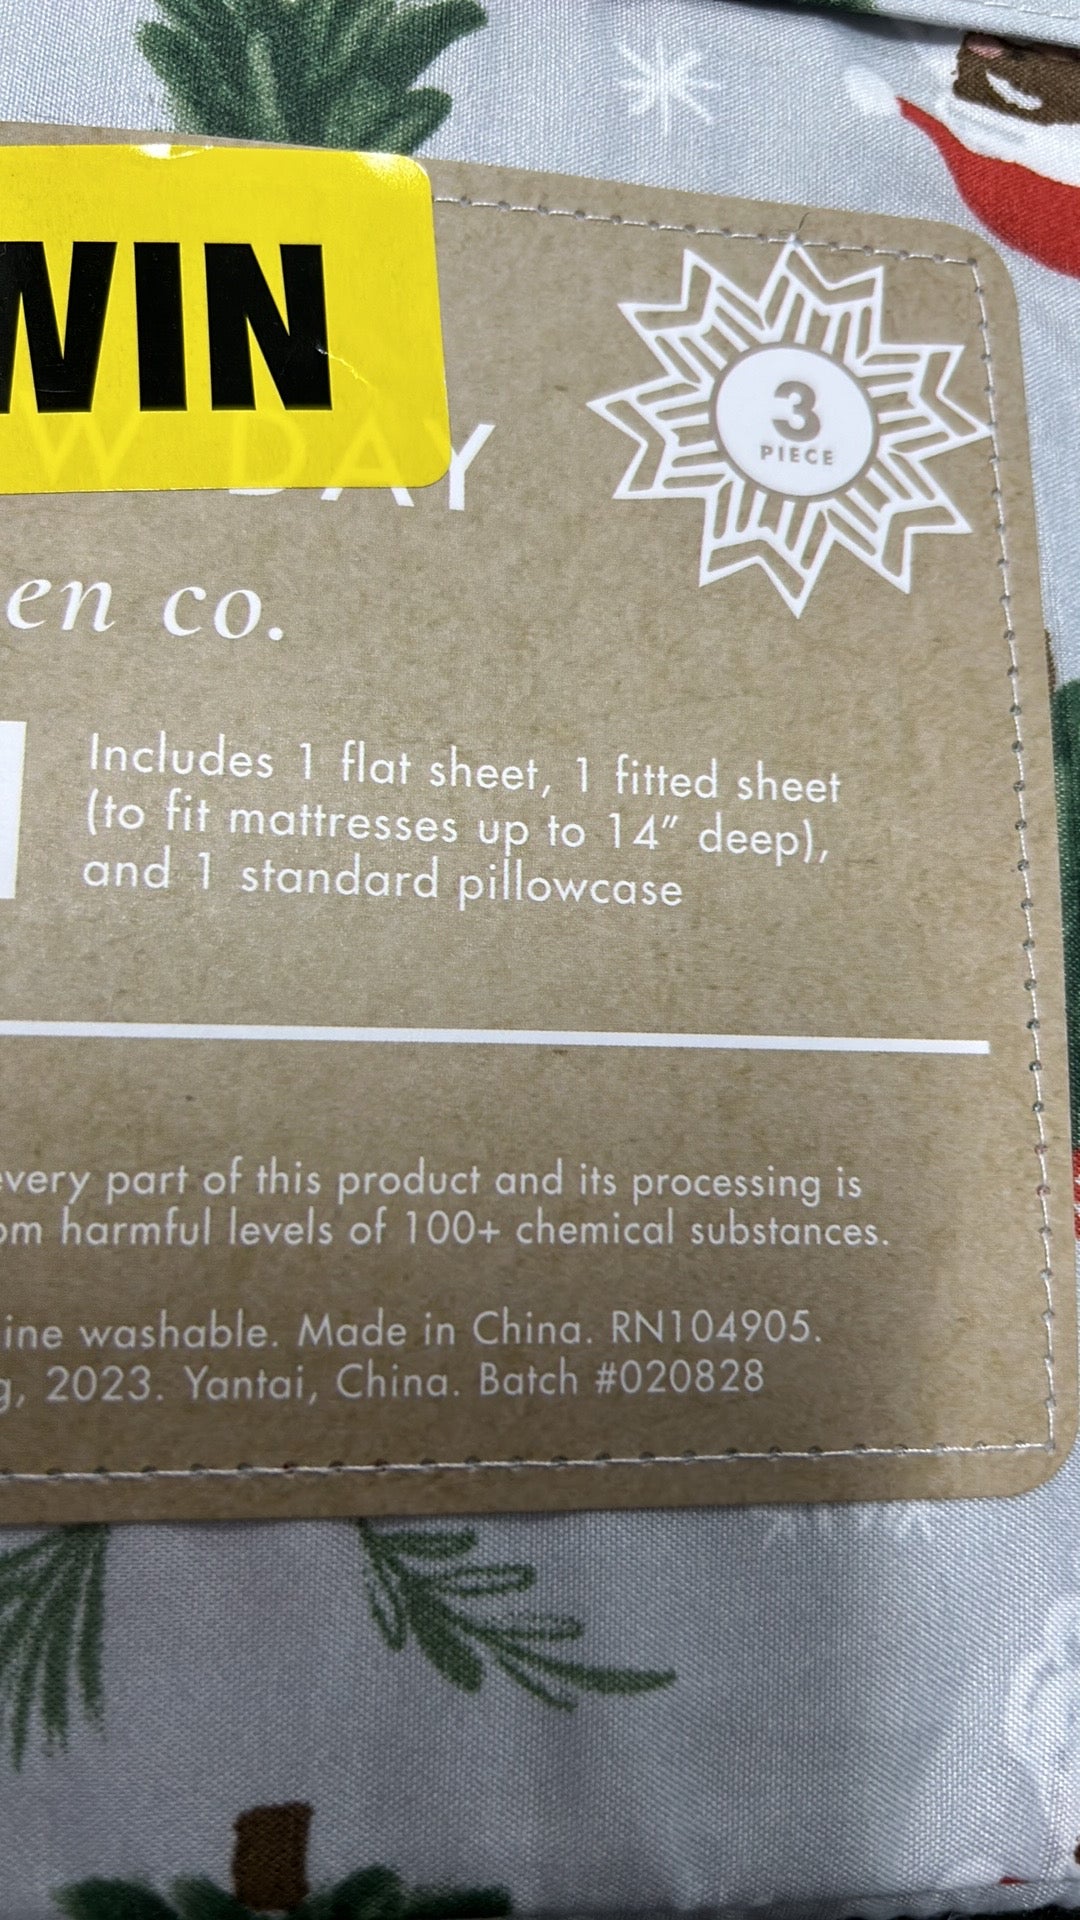 WIN
W DAY
3
PIECE
en co.
Includes 1 flat sheet, 1 fitted sheet
(to fit mattresses up to 14” deep),
and 1 standard pillowcase
every part of this product and its processing is
om harmful levels of 100+ chemical substances.
ine washable. Made in China. RN104905.
g, 2023. Yantai, China. Batch #020828